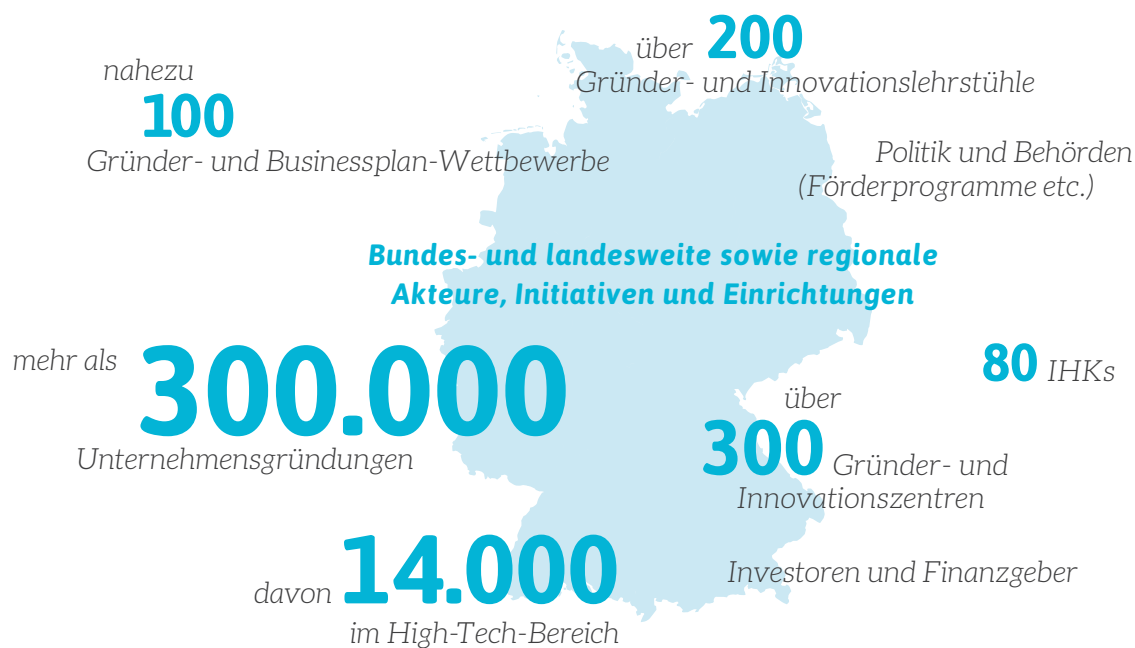 nahezu
100
Gründer- und Businessplan-Wettbewerbe
über 200
Gründer- und Innovationslehrstühle
Politik und Behörden
(Förderprogramme etc.)
Bundes- und landesweite sowie regionale
Akteure, Initiativen und Einrichtungen
mehr als 300.000
Unternehmensgründungen
80 IHKs
über
300 Gründer- und
Innovationszentren
davon 14.000
im High-Tech-Bereich
Investoren und Finanzgeber